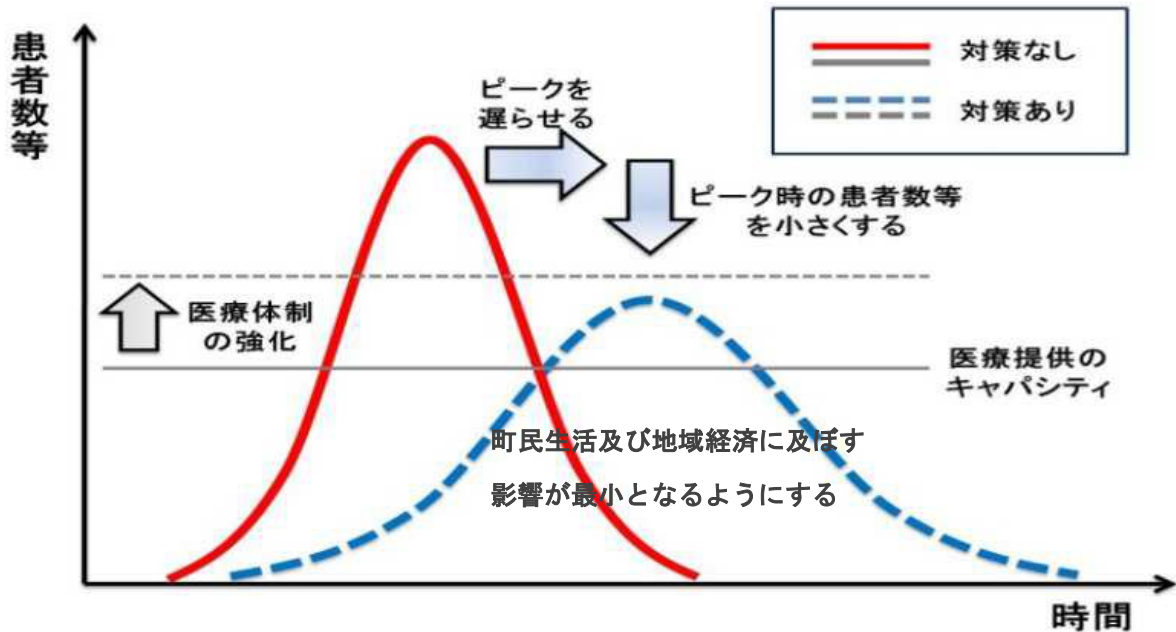 患者数等
対策なし
対策あり
ピークを
遅らせる
ピーク時の患者数等
を小さくする
医療体制
の強化
医療提供の
キャパシティ
町民生活及び地域経済に及ぼす
影響が最小となるようにする
時間